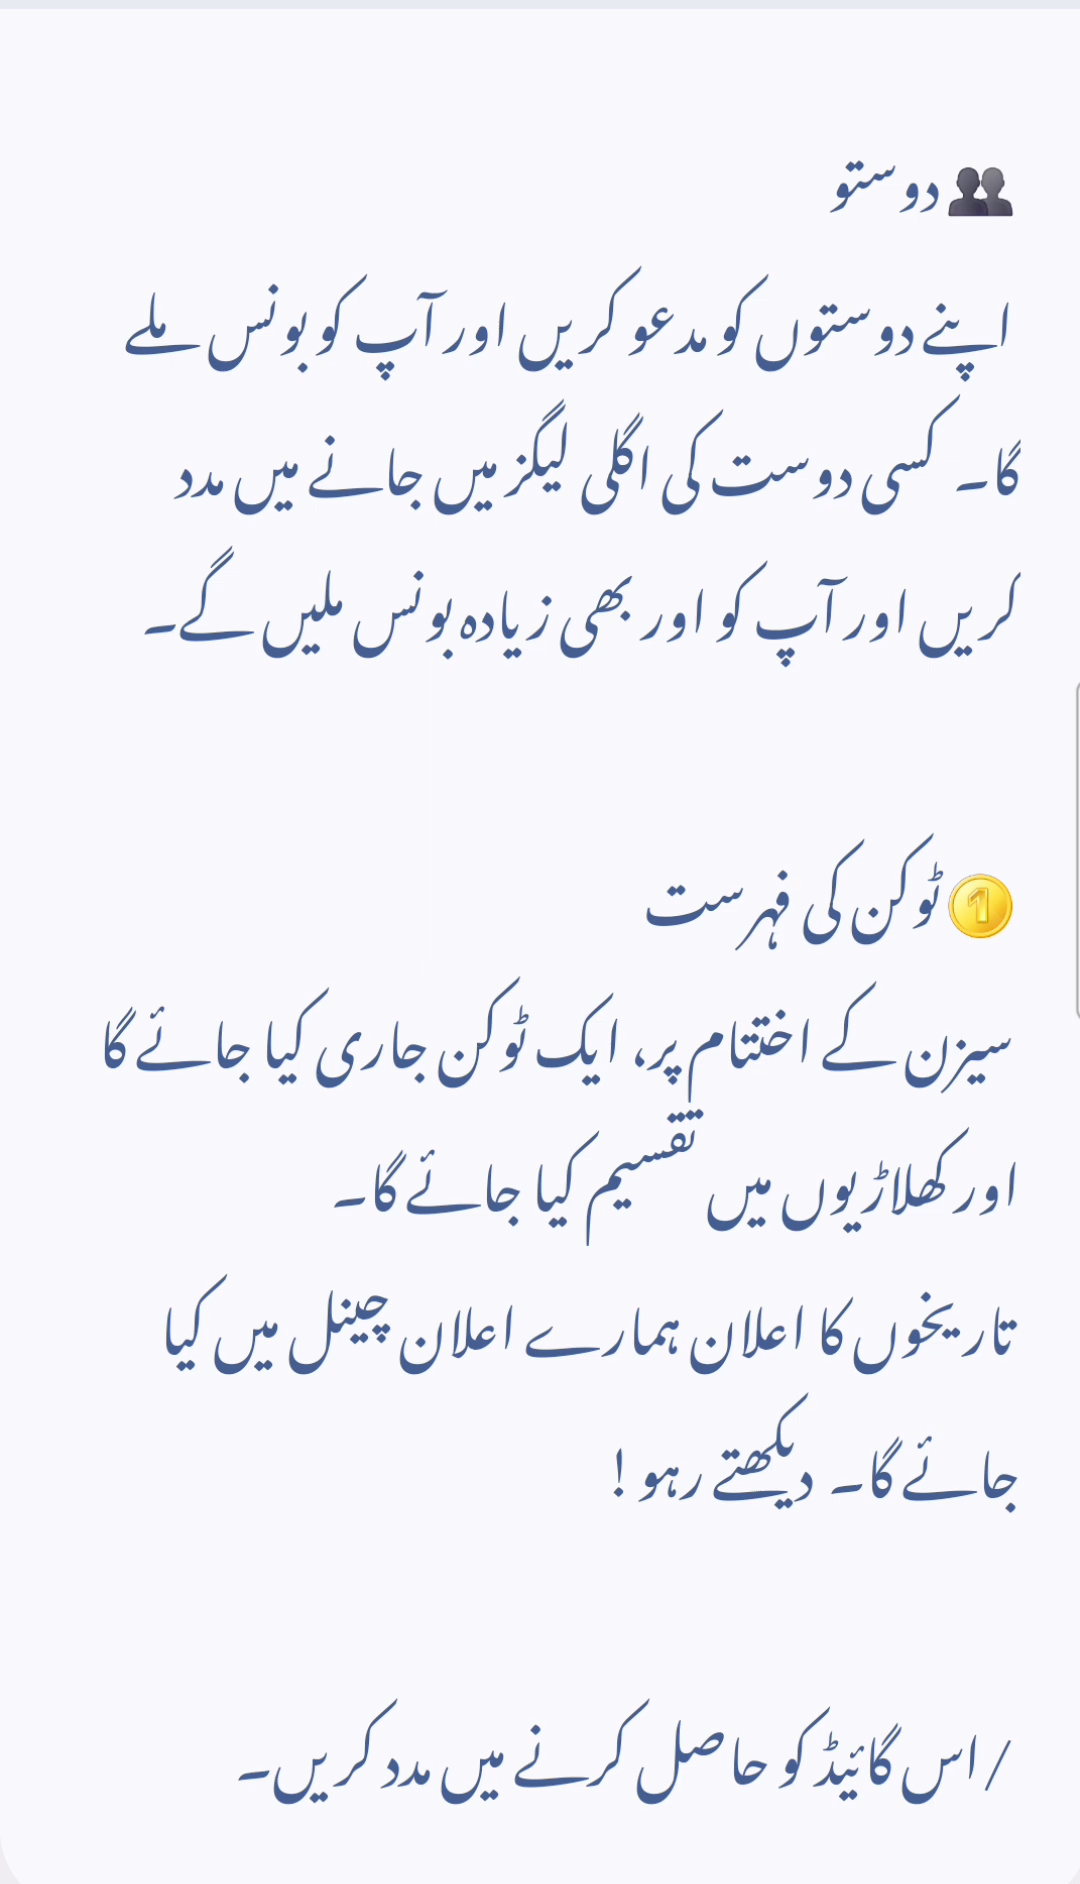 👥 دوستو
اپنے دوستوں کو مدعو کریں اور آپ کو بونس ملے
گا۔ کسی دوست کی اگلی لیگز میں جانے میں مدد
کریں اور آپ کو اور بھی زیادہ بونس ملیں گے۔
🪙 ٹوکن کی فہرست
سیزن کے اختتام پر، ایک ٹوکن جاری کیا جائے گا
اور کھلاڑیوں میں تقسیم کیا جائے گا۔
تاریخوں کا اعلان ہمارے اعلان چینل میں کیا
جائے گا۔ دیکھتے رہو !
/ اس گائیڈ کو حاصل کرنے میں مدد کریں۔